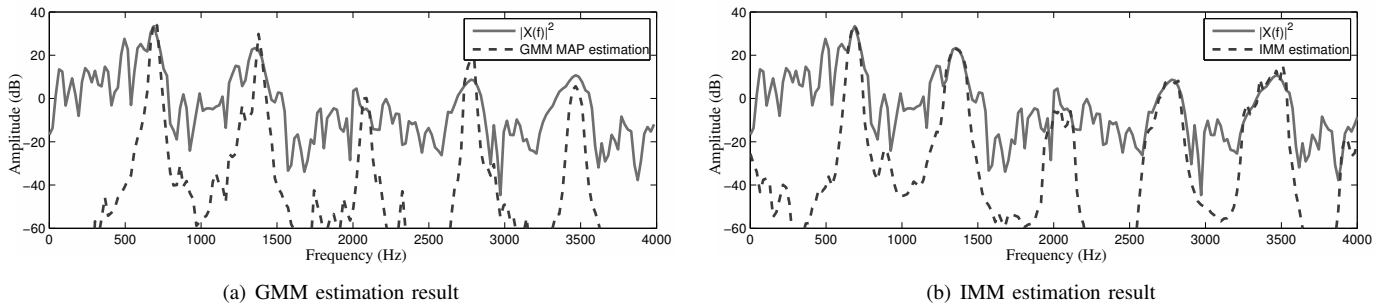 40
20
0
−20
−40
−60
Amplitude (dB)
0 500 1000 1500 2000 2500 3000 3500 4000
Frequency (Hz)
|X(f)|²
GMM MAP estimation
(a) GMM estimation result
40
20
0
−20
−40
−60
Amplitude (dB)
0 500 1000 1500 2000 2500 3000 3500 4000
Frequency (Hz)
|X(f)|²
IMM estimation
(b) IMM estimation result